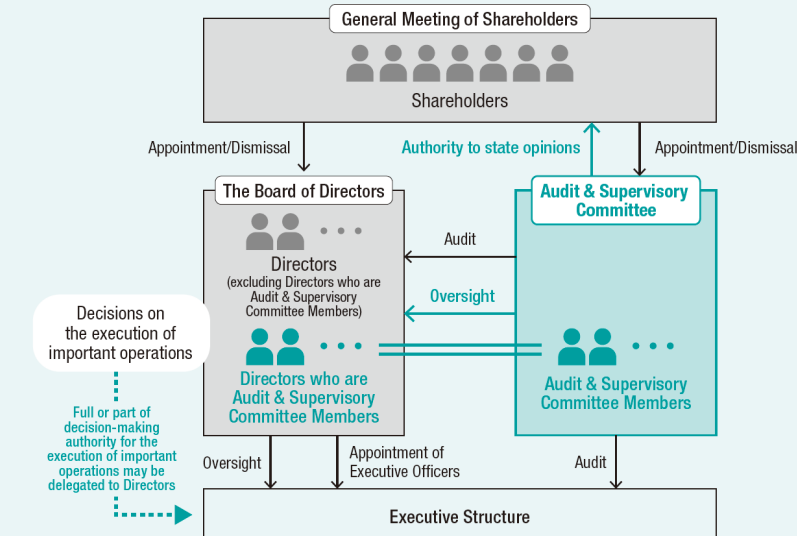 General Meeting of Shareholders
Shareholders
Appointment/Dismissal
Authority to state opinions
Appointment/Dismissal
The Board of Directors
Audit & Supervisory
Committee
Directors
(excluding Directors who are
Audit & Supervisory
Committee Members)
Audit
Oversight
Decisions on
the execution of
important operations
Directors who are
Audit & Supervisory
Committee Members
Audit & Supervisory
Committee Members
Full or part of
decision-making
authority for the
execution of important
operations may be
delegated to Directors
Oversight
Appointment of
Executive Officers
Audit
Executive Structure